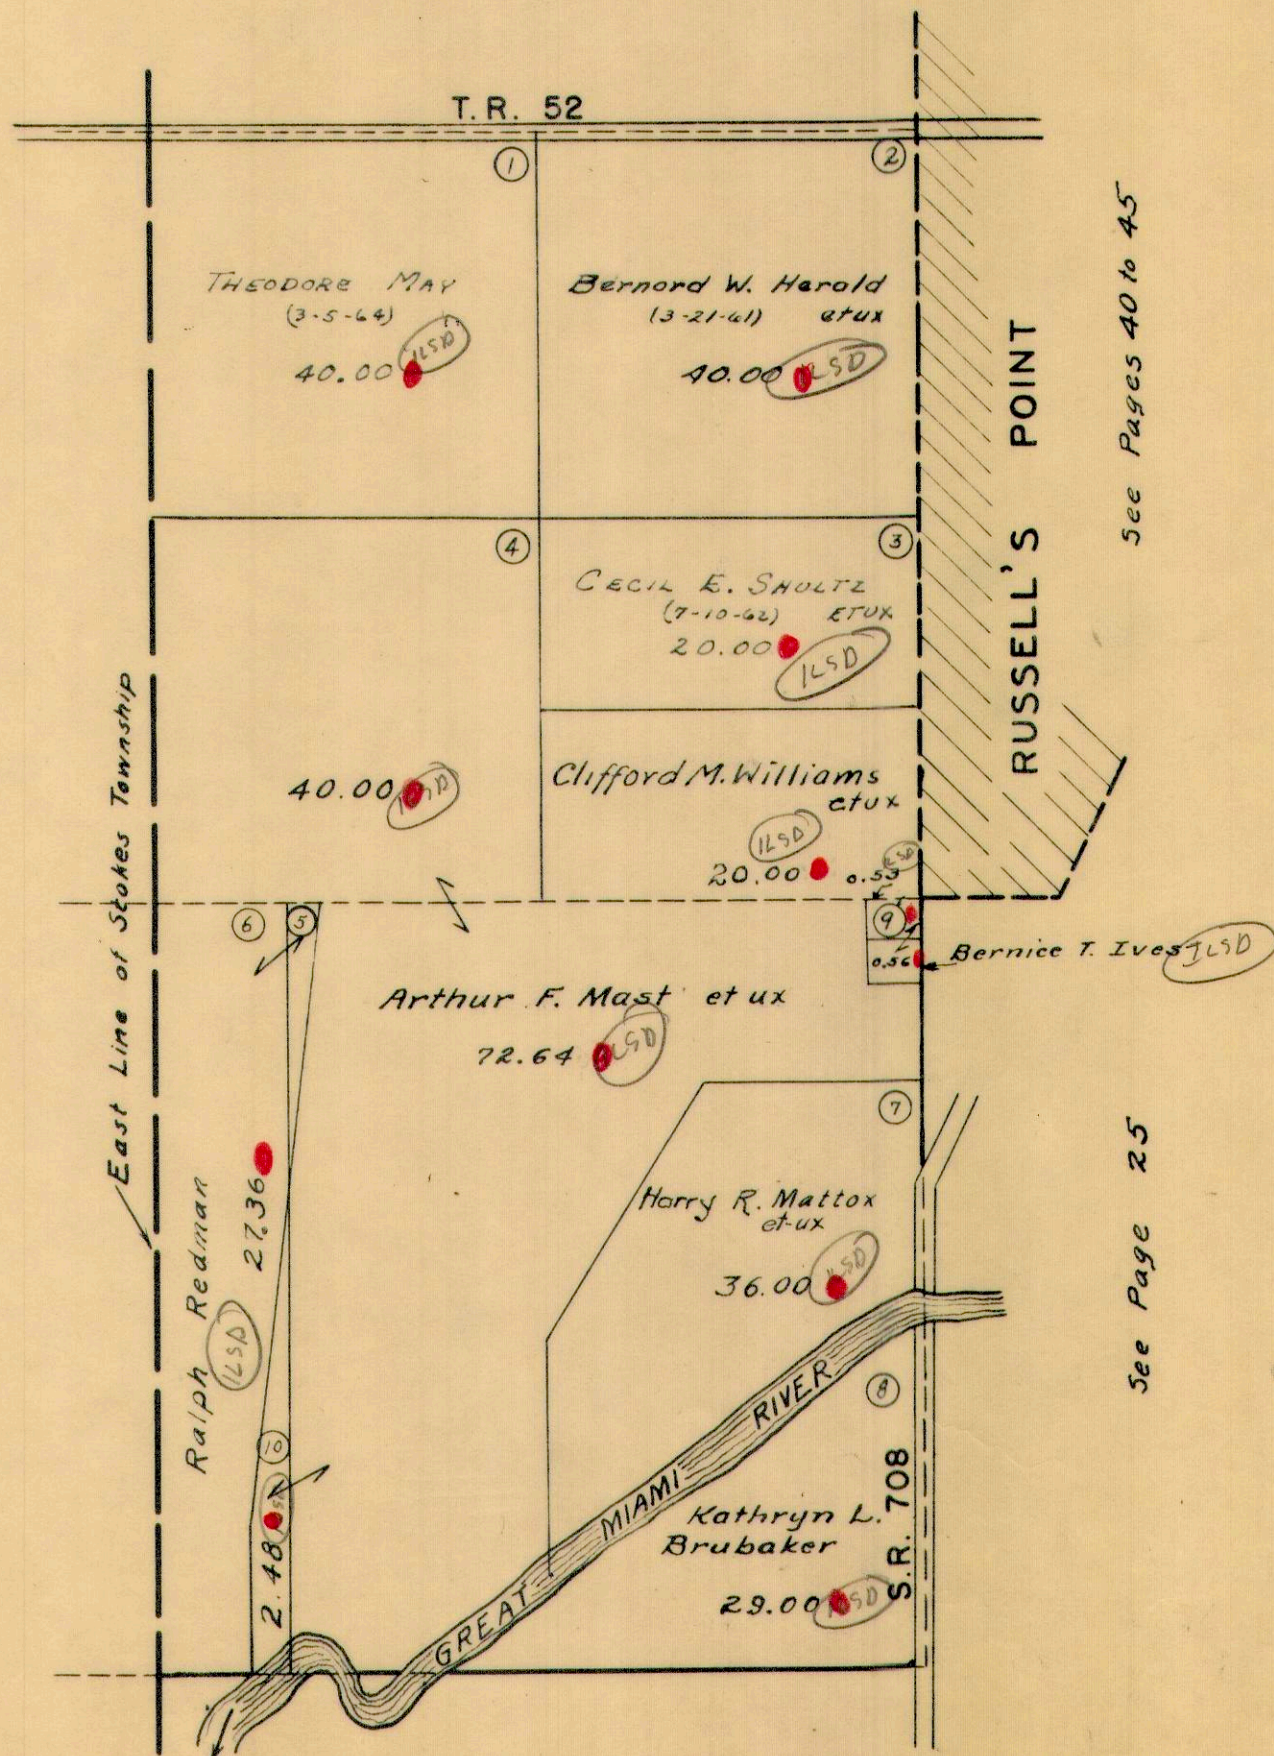 T.R. 52
1
2
THEODORE MAY
(3-5-64)
ILSD
40.00
Bernord W. Herold
(3-21-61) etux
40.00 ILSD
RUSSELL'S POINT
See Pages 40 to 45
4
3
CECIL E. SHULTZ
(7-10-62) ETUX
20.00
ILSD
East Line of Stokes Township
40.00 ILSD
Clifford M. Williams
etux
ILSD
20.00 0.53 ILSD
6
5
9
0.56
Bernice T. Ives ILSD
Arthur F. Mast et ux
72.64 ILSD
7
Harry R. Mattox
et-ux
36.00 ILSD
Ralph Redman
27.36
ILSD
See Page 25
8
GREAT MIAMI RIVER
10
2.48
Kathryn L.
Brubaker
29.00 ILSD
S.R. 708